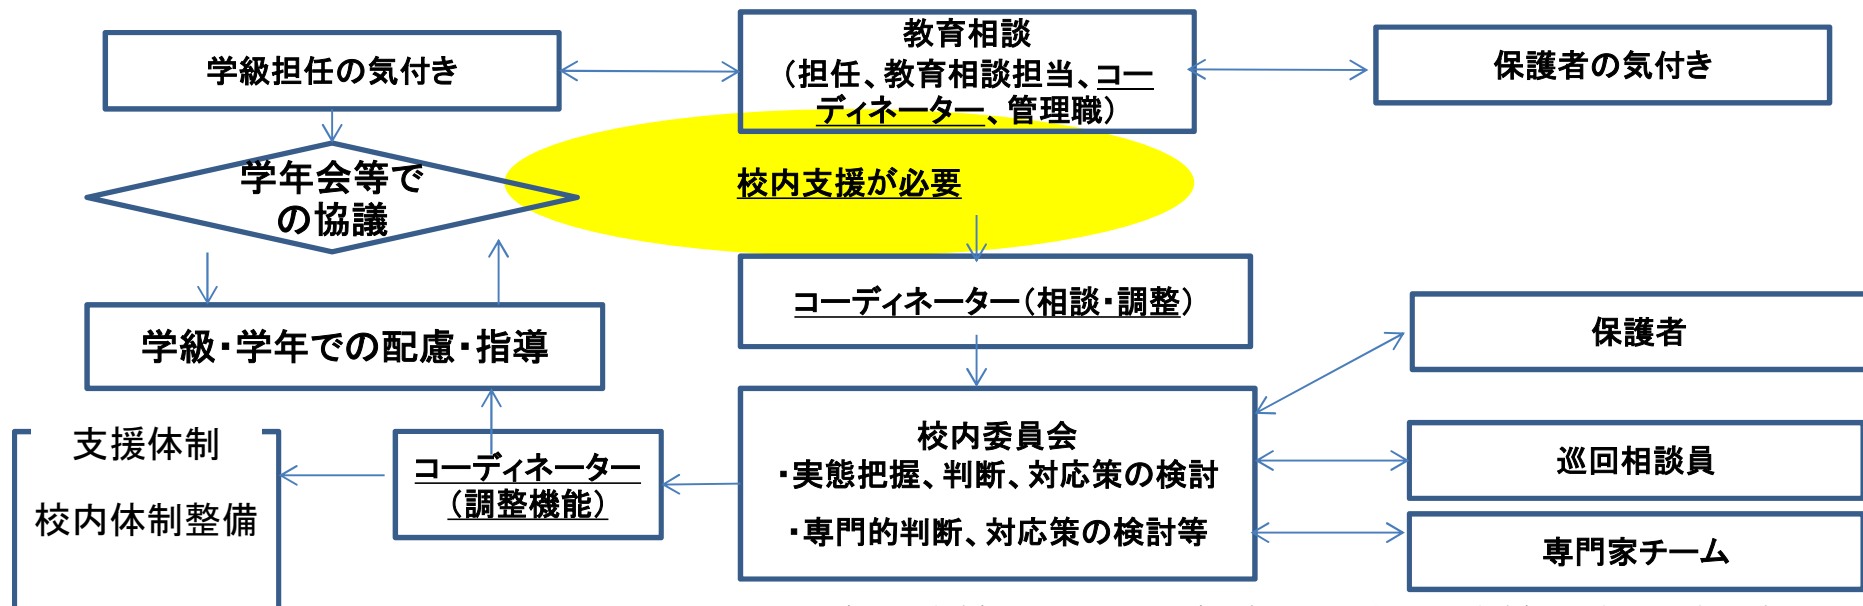 学級担任の気付き
教育相談
（担任、教育相談担当、コー
ディネーター、管理職）
保護者の気付き
学年会等で
の協議
校内支援が必要
コーディネーター（相談・調整）
学級・学年での配慮・指導
保護者
支援体制
校内体制整備
コーディネーター
（調整機能）
校内委員会
・実態把握、判断、対応策の検討
・専門的判断、対応策の検討等
巡回相談員
専門家チーム